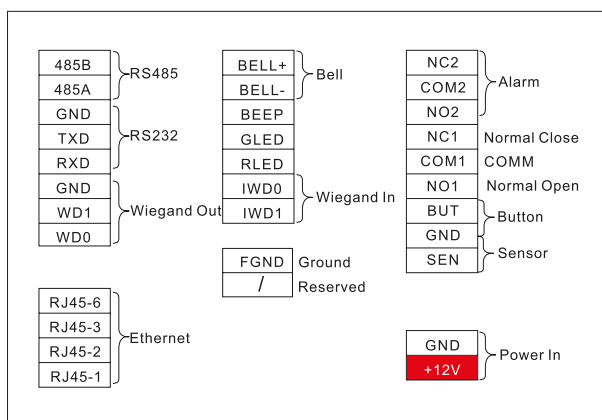 485B
485A
RS485
GND
TXD
RXD
RS232
GND
WD1
WD0
Wiegand Out
RJ45-6
RJ45-3
RJ45-2
RJ45-1
Ethernet
BELL+
BELL-
Bell
BEEP
GLED
RLED
IWD0
IWD1
Wiegand In
FGND Ground
/ Reserved
NC2
COM2
NO2
Alarm
NC1 Normal Close
COM1 COMM
NO1 Normal Open
BUT
GND
SEN
Button
Sensor
GND
+12V
Power In